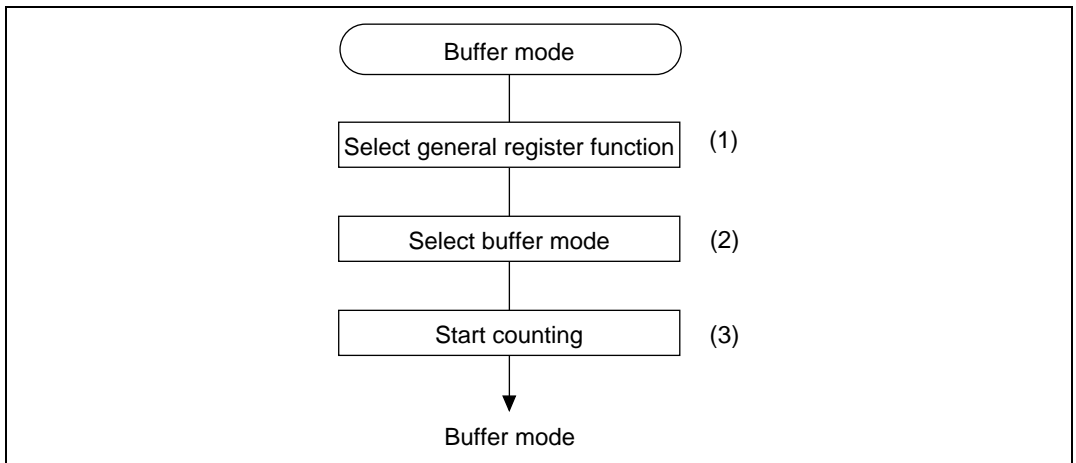 Buffer mode
Select general register function (1)
Select buffer mode (2)
Start counting (3)
Buffer mode